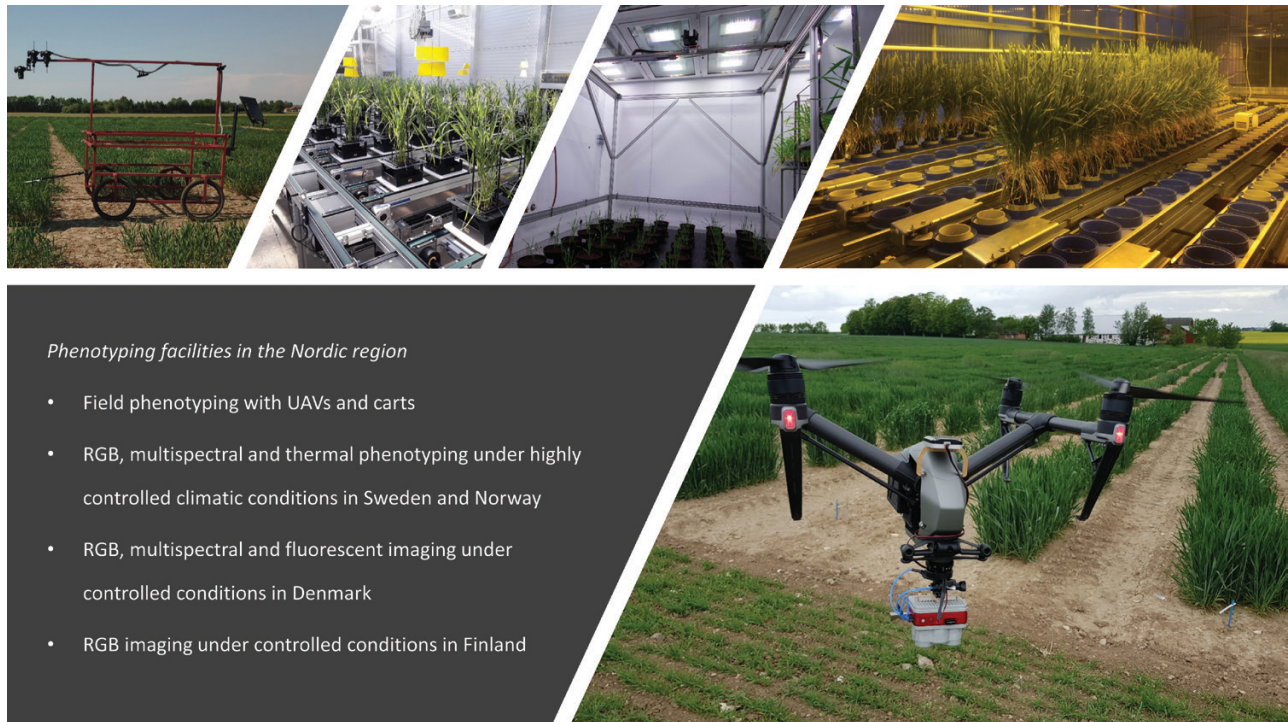 Phenotyping facilities in the Nordic region
• Field phenotyping with UAVs and carts
• RGB, multispectral and thermal phenotyping under highly
controlled climatic conditions in Sweden and Norway
• RGB, multispectral and fluorescent imaging under
controlled conditions in Denmark
• RGB imaging under controlled conditions in Finland